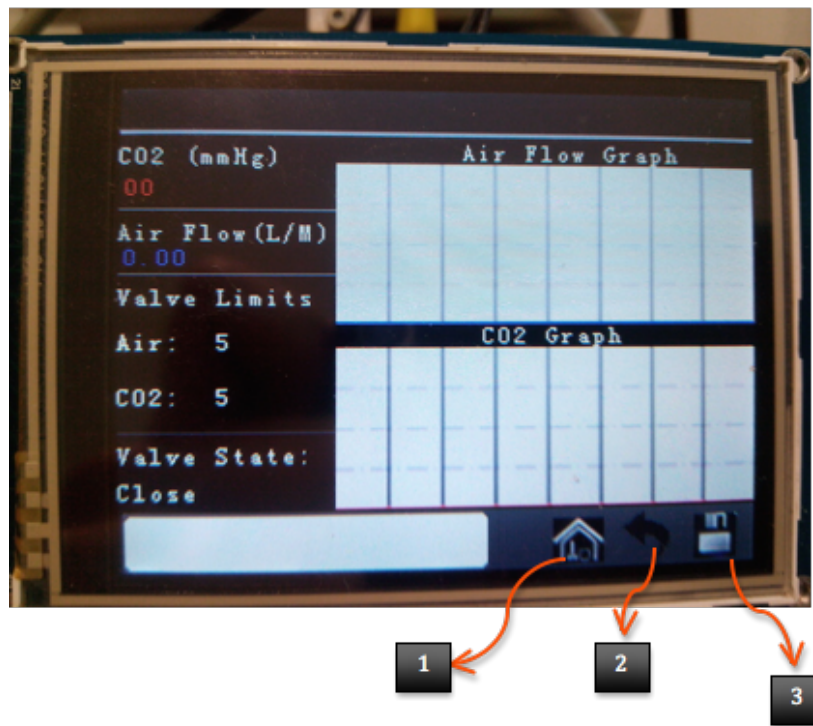 CO2 (mmHg)
00
Air Flow(L/M)
0.00
Valve Limits
Air: 5
CO2: 5
Valve State:
Close
Air Flow Graph
CO2 Graph
1
2
3